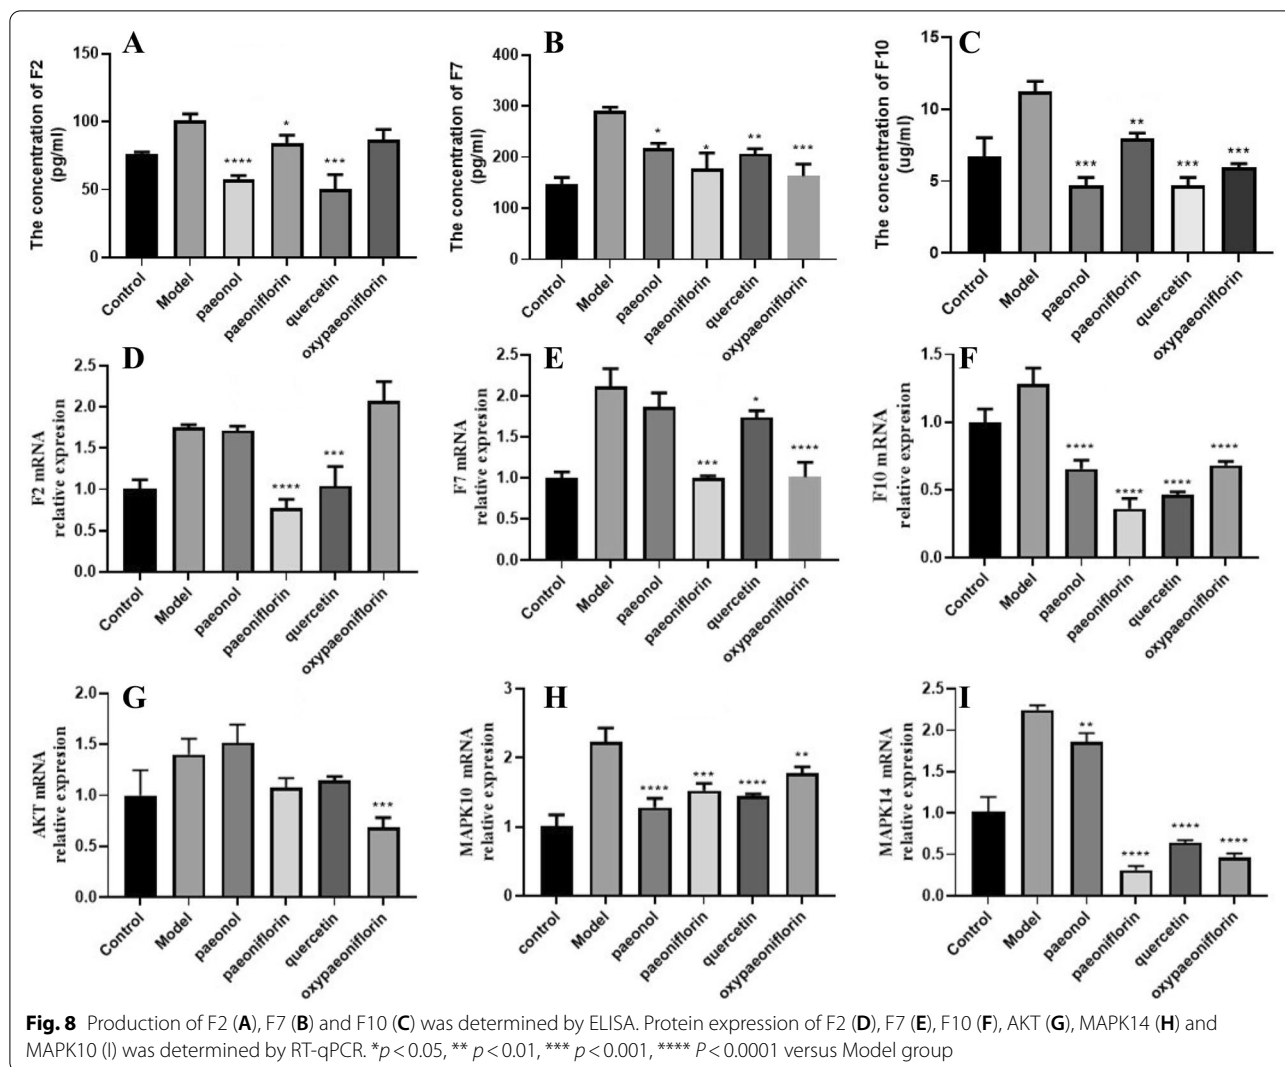 A
The concentration of F2
(pg/ml)
150
100
50
0
****
*
***
Control
Model
paeonol
paeoniflorin
quercetin
oxypaeoniflorin
B
The concentration of F7
(pg/ml)
400
300
200
100
0
*
*
**
***
Control
Model
paeonol
paeoniflorin
quercetin
oxypaeoniflorin
C
The concentration of F10
(ug/ml)
15
10
5
0
***
**
***
***
Control
Model
paeonol
paeoniflorin
quercetin
oxypaeoniflorin
D
F2 mRNA
relative expresion
2.5
2.0
1.5
1.0
0.5
0.0
****
***
Control
Model
paeonol
paeoniflorin
quercetin
oxypaeoniflorin
E
F7 mRNA
relative expresion
2.5
2.0
1.5
1.0
0.5
0.0
***
*
****
Control
Model
paeonol
paeoniflorin
quercetin
oxypaeoniflorin
F
F10 mRNA
relative expresion
1.5
1.0
0.5
0.0
****
****
****
****
Control
Model
paeonol
paeoniflorin
quercetin
oxypaeoniflorin
G
AKT mRNA
relative expresion
2.0
1.5
1.0
0.5
0.0
***
Control
Model
paeonol
paeoniflorin
quercetin
oxypaeoniflorin
H
MAPK10 mRNA
relative expresion
3
2
1
0
****
***
****
**
control
Model
paeonol
paeoniflorin
quercetin
oxypaeoniflorin
I
MAPK14 mRNA
relative expresion
2.5
2.0
1.5
1.0
0.5
0.0
**
****
****
****
Control
Model
paeonol
paeoniflorin
quercetin
oxypaeoniflorin
Fig. 8 Production of F2 (A), F7 (B) and F10 (C) was determined by ELISA. Protein expression of F2 (D), F7 (E), F10 (F), AKT (G), MAPK14 (H) and
MAPK10 (I) was determined by RT-qPCR. *p < 0.05, ** p < 0.01, *** p < 0.001, **** P < 0.0001 versus Model group